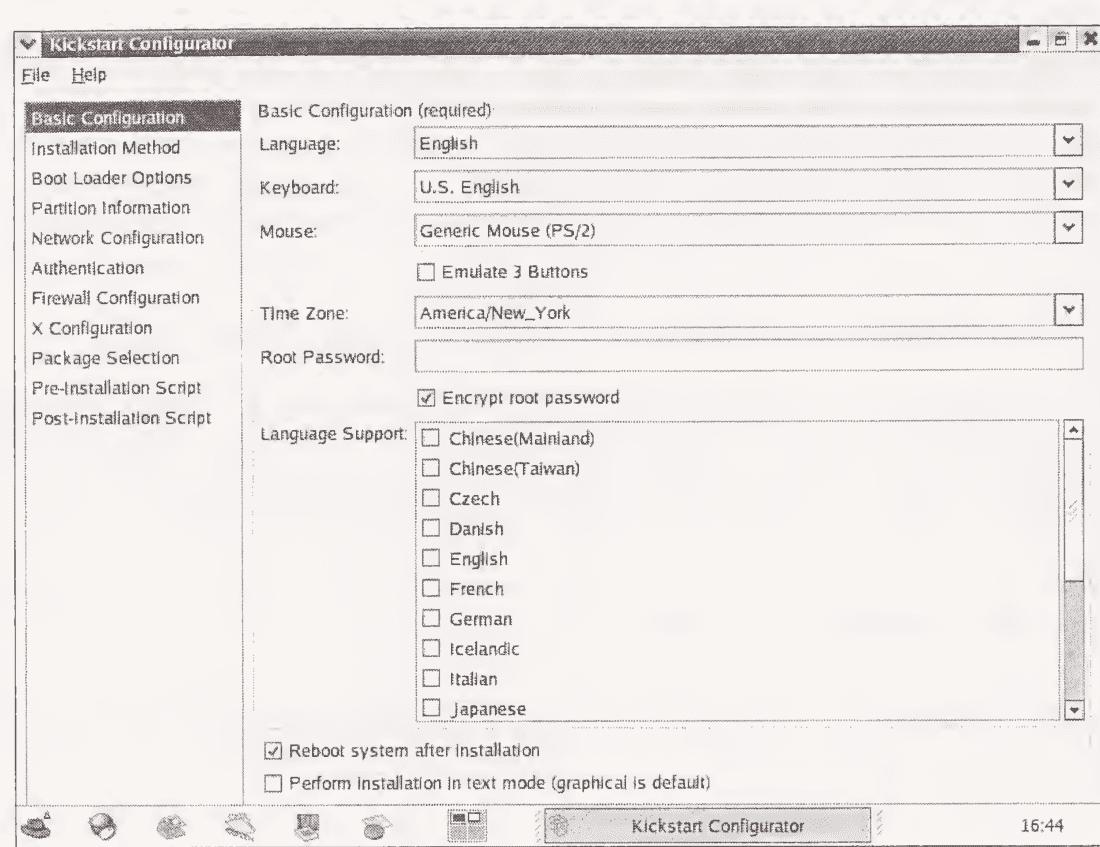 Kickstart Configurator
File Help
Basic Configuration
Installation Method
Boot Loader Options
Partition Information
Network Configuration
Authentication
Firewall Configuration
X Configuration
Package Selection
Pre-Installation Script
Post-Installation Script
Basic Configuration (required)
Language: English
Keyboard: U.S. English
Mouse: Generic Mouse (PS/2)
Emulate 3 Buttons
Time Zone: America/New_York
Root Password:
Encrypt root password
Language Support:
Chinese(Mainland)
Chinese(Taiwan)
Czech
Danish
English
French
German
Icelandic
Italian
Japanese
Reboot system after installation
Perform installation in text mode (graphical is default)
Kickstart Configurator
16:44